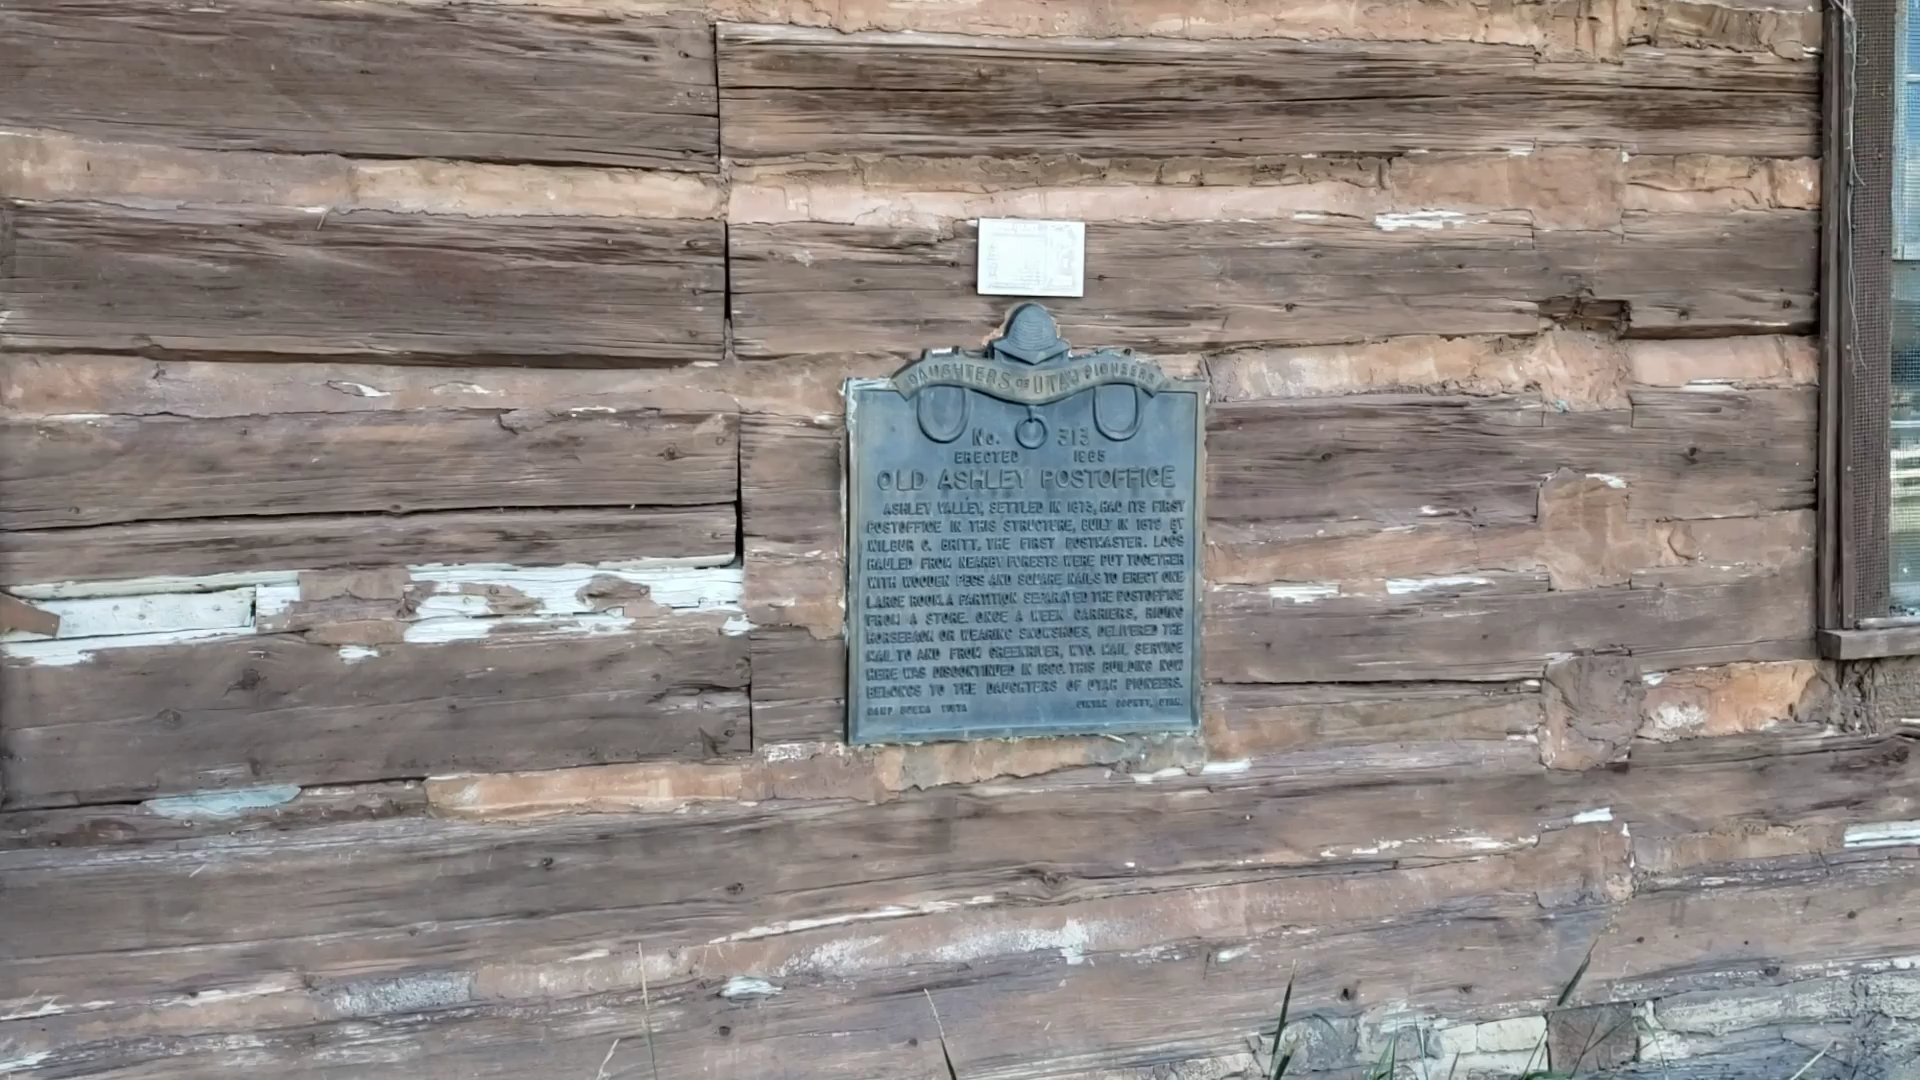 DAUGHTERS OF UTAH PIONEERS
No. 313
ERECTED 1965
OLD ASHLEY POSTOFFICE
ASHLEY VALLEY, SETTLED IN 1873, HAD ITS FIRST
POSTOFFICE IN THIS STRUCTURE, BUILT IN 1878 BY
WILBUR C. BRITT, THE FIRST POSTMASTER. LOGS
HAULED FROM NEARBY FORESTS WERE PUT TOGETHER
WITH WOODEN PEGS AND SQUARE NAILS TO ERECT ONE
LARGE ROOM. A PARTITION SEPARATED THE POSTOFFICE
FROM A STORE. ONCE A WEEK CARRIERS, RIDING
HORSEBACK OR WEARING SNOWSHOES, DELIVERED THE
MAIL TO AND FROM GREENRIVER, WYO. MAIL SERVICE
HERE WAS DISCONTINUED IN THIS BUILDING NOW
BELONGS TO THE DAUGHTERS OF UTAH PIONEERS.
CAMP UINTAH COUNTY, UTAH.